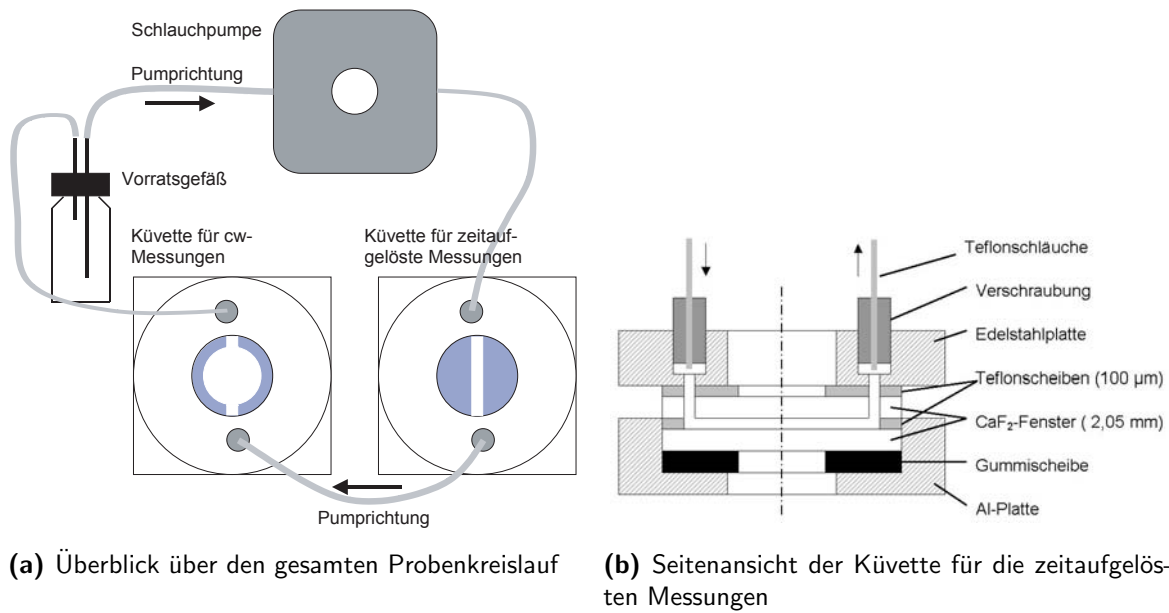 Schlauchpumpe
Pumprichtung
Vorratsgefäß
Küvette für cw-
Messungen
Küvette für zeitauf-
gelöste Messungen
Pumprichtung
Teflonschläuche
Verschraubung
Edelstahlplatte
Teflonscheiben (100 µm)
CaF₂-Fenster ( 2,05 mm)
Gummischeibe
Al-Platte
(a) Überblick über den gesamten Probenkreislauf
(b) Seitenansicht der Küvette für die zeitaufgelös-
ten Messungen